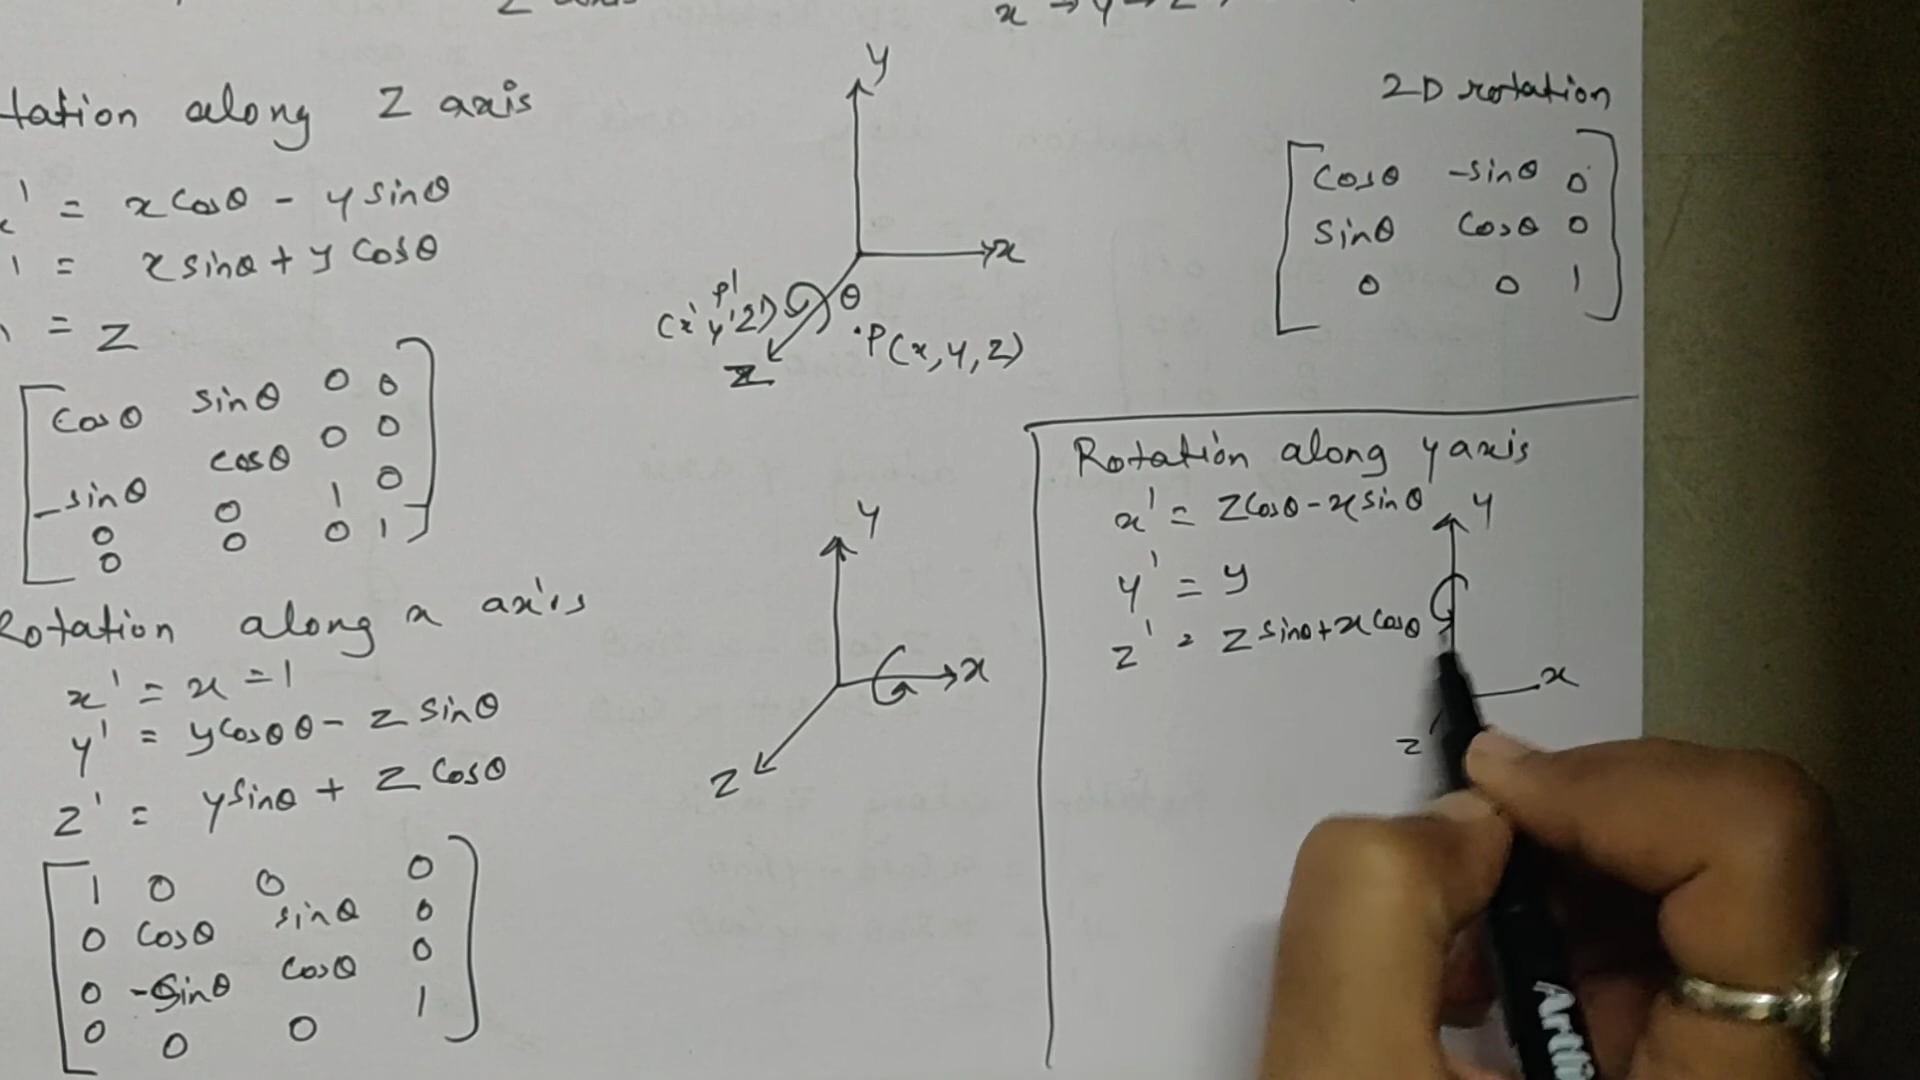 x → y → z
y
2D rotation
tation along Z axis
' = x cosθ - y sinθ
' = x sinθ + y cosθ
' = z
x
θ
P'
(x' y' z')
.P(x, y, z)
z
cosθ -sinθ 0
sinθ cosθ 0
0 0 1
cosθ sinθ 0 0
-sinθ cosθ 0 0
0 0 1 0
0 0 0 1
Rotation along x axis
x' = x = 1
y' = y cosθ θ - z sinθ
z' = y sinθ + z cosθ
1 0 0 0
0 cosθ sinθ 0
0 -sinθ cosθ 0
0 0 0 1
y
x
z
Rotation along y axis
x' = z cosθ - x sinθ
y' = y
z' = z sinθ + x cosθ
y
x
z